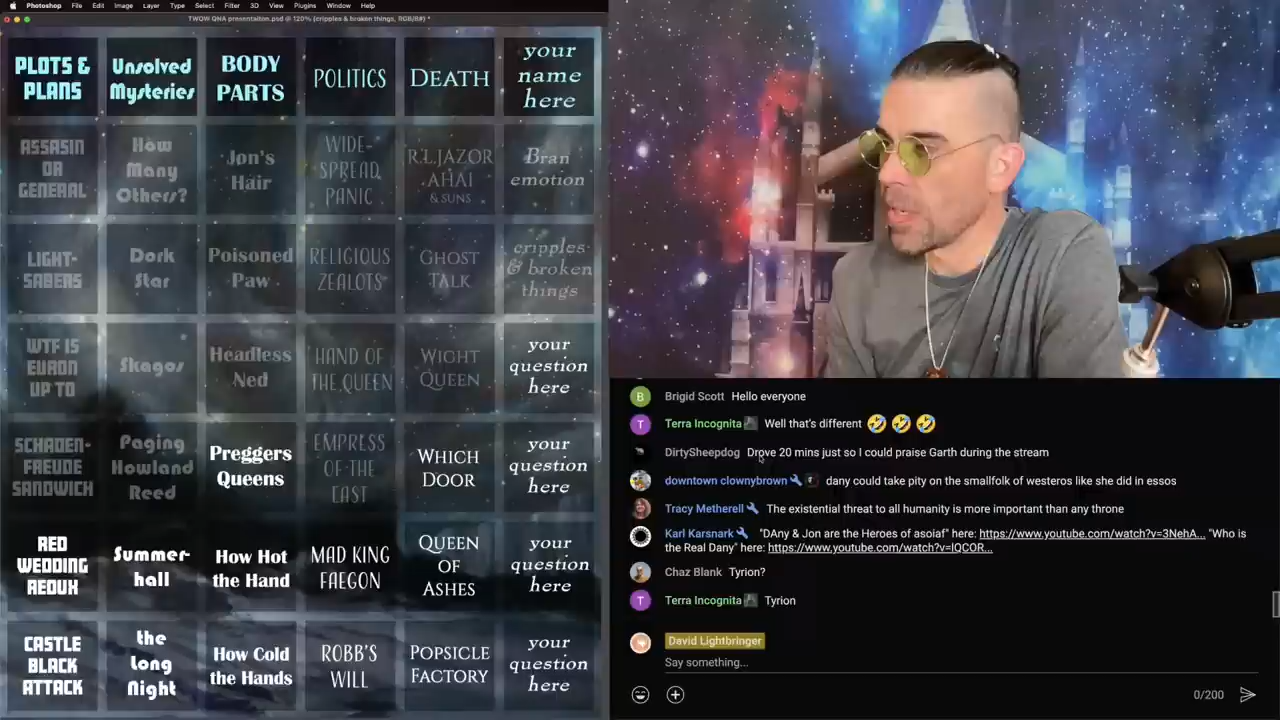 Photoshop File Edit Image Layer Type Select Filter 3D View Plugins Window Help
TWOW QNA presentaiton.psd @ 120% (cripples & broken things, RGB/8#) *
PLOTS &
PLANS
Unsolved
Mysteries
BODY
PARTS
POLITICS
DEATH
your
name
here
ASSASIN
OR
GENERAL
How
Many
Others?
Jon's
Hair
WIDE-
SPREAD
PANIC
R.L.JAZOR
AHAI
& SUNS
Bran
emotion
LIGHT-
SABERS
Dork
Star
Poisoned
Paw
RELIGIOUS
ZEALOTS
GHOST
TALK
cripples
& broken
things
WTF IS
EURON
UP TO
Skagos
Headless
Ned
HAND OF
THE QUEEN
WIGHT
QUEEN
your
question
here
SCHADEN-
FREUDE
SANDWICH
Paging
Howland
Reed
Preggers
Queens
EMPRESS
OF THE
EAST
WHICH
DOOR
your
question
here
RED
WEDDING
REDUX
Summer-
hall
How Hot
the Hand
MAD KING
FAEGON
QUEEN
OF
ASHES
your
question
here
CASTLE
BLACK
ATTACK
the
Long
Night
How Cold
the Hands
ROBB'S
WILL
POPSICLE
FACTORY
your
question
here
B Brigid Scott Hello everyone
T Terra Incognita Well that's different 🤣 🤣 🤣
DirtySheepdog Drove 20 mins just so I could praise Garth during the stream
downtown clownybrown dany could take pity on the smallfolk of westeros like she did in essos
Tracy Metherell The existential threat to all humanity is more important than any throne
Karl Karsnark "DAny & Jon are the Heroes of asoiaf" here: https://www.youtube.com/watch?v=3NehA... "Who is
the Real Dany" here: https://www.youtube.com/watch?v=IQCOR...
Chaz Blank Tyrion?
T Terra Incognita Tyrion
David Lightbringer
Say something...
0/200